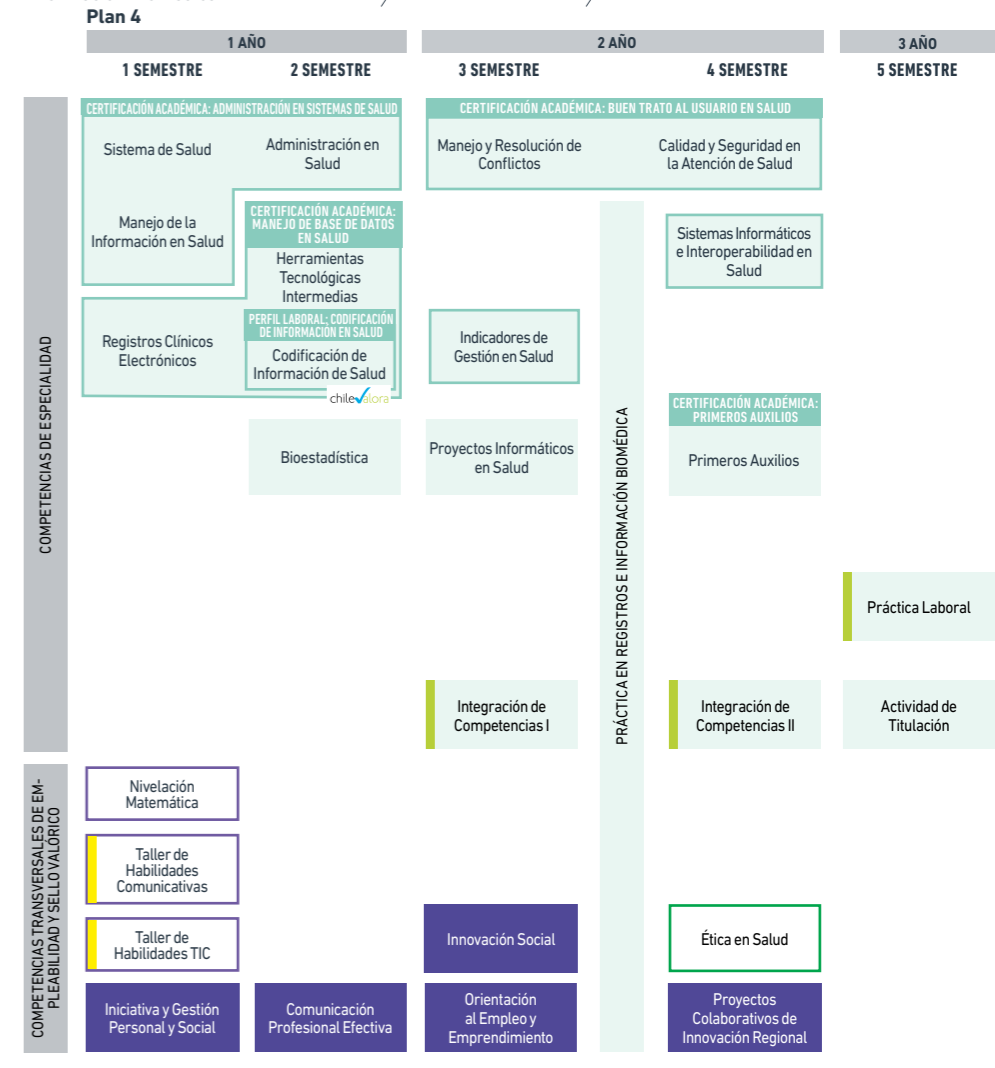 Plan 4
1 AÑO
2 AÑO
3 AÑO
1 SEMESTRE
2 SEMESTRE
3 SEMESTRE
4 SEMESTRE
5 SEMESTRE
COMPETENCIAS DE ESPECIALIDAD
CERTIFICACIÓN ACADÉMICA: ADMINISTRACIÓN EN SISTEMAS DE SALUD
Sistema de Salud
Administración en
Salud
Manejo de la
Información en Salud
CERTIFICACIÓN ACADÉMICA:
MANEJO DE BASE DE DATOS
EN SALUD
Herramientas
Tecnológicas
Intermedias
Registros Clínicos
Electrónicos
PERFIL LABORAL; CODIFICACIÓN
DE INFORMACIÓN EN SALUD
Codificación de
Información de Salud
chilevalora
Bioestadística
CERTIFICACIÓN ACADÉMICA: BUEN TRATO AL USUARIO EN SALUD
Manejo y Resolución de
Conflictos
Calidad y Seguridad en
la Atención de Salud
Sistemas Informáticos
e Interoperabilidad en
Salud
Indicadores de
Gestión en Salud
CERTIFICACIÓN ACADÉMICA:
PRIMEROS AUXILIOS
Proyectos Informáticos
en Salud
Primeros Auxilios
PRÁCTICA EN REGISTROS E INFORMACIÓN BIOMÉDICA
Práctica Laboral
Integración de
Competencias I
Integración de
Competencias II
Actividad de
Titulación
COMPETENCIAS TRANSVERSALES DE EM-
PLEABILIDAD Y SELLO VALÓRICO
Nivelación
Matemática
Taller de
Habilidades
Comunicativas
Taller de
Habilidades TIC
Innovación Social
Ética en Salud
Iniciativa y Gestión
Personal y Social
Comunicación
Profesional Efectiva
Orientación
al Empleo y
Emprendimiento
Proyectos
Colaborativos de
Innovación Regional